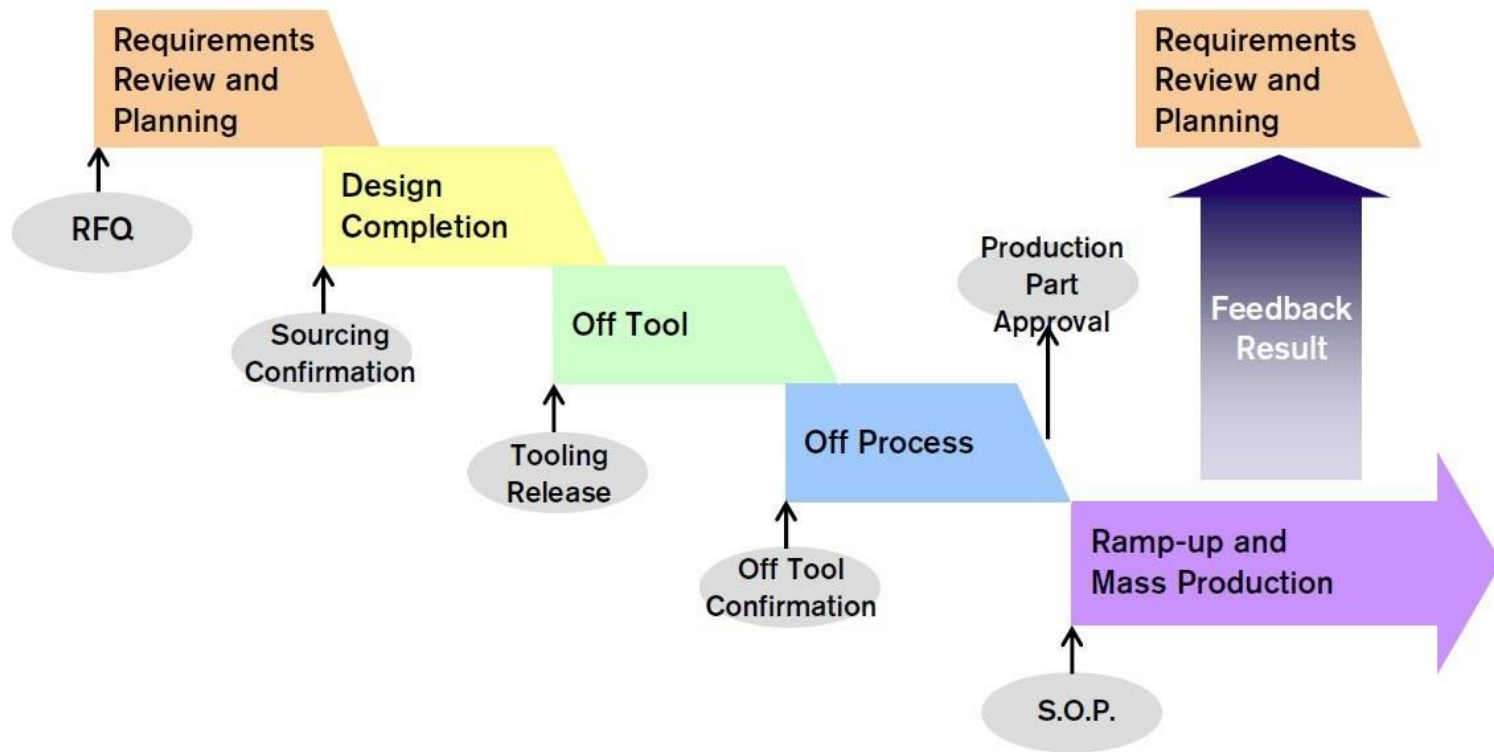 Requirements
Review and
Planning
Requirements
Review and
Planning
RFQ
Design
Completion
Sourcing
Confirmation
Off Tool
Production
Part
Approval
Feedback
Result
Tooling
Release
Off Process
Off Tool
Confirmation
Ramp-up and
Mass Production
S.O.P.